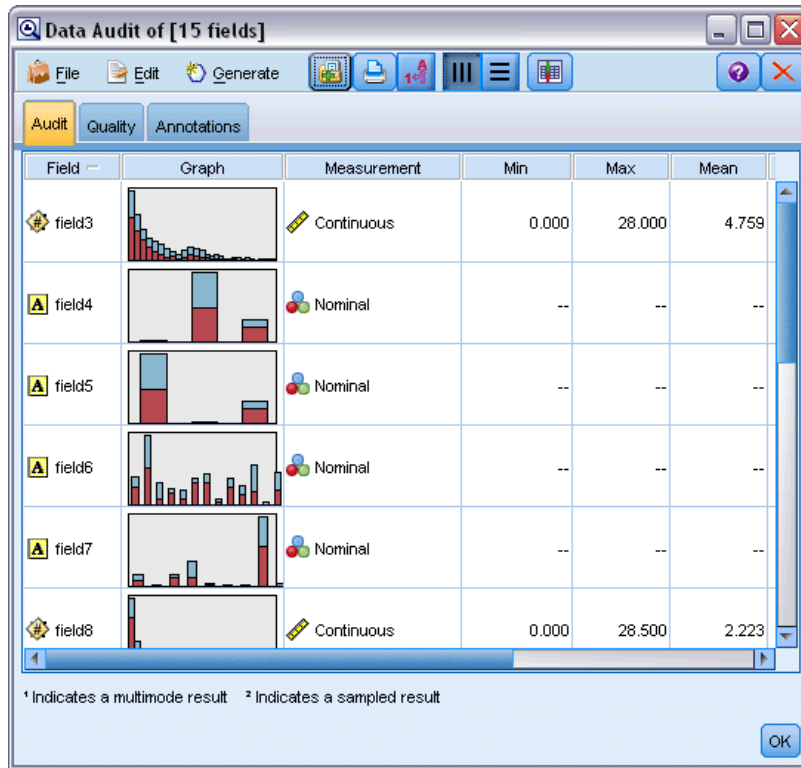 Data Audit of [15 fields]
File Edit Generate
Audit Quality Annotations
Field Graph Measurement Min Max Mean
field3 Continuous 0.000 28.000 4.759
A field4 Nominal -- -- --
A field5 Nominal -- -- --
A field6 Nominal -- -- --
A field7 Nominal -- -- --
field8 Continuous 0.000 28.500 2.223
¹ Indicates a multimode result ² Indicates a sampled result
OK